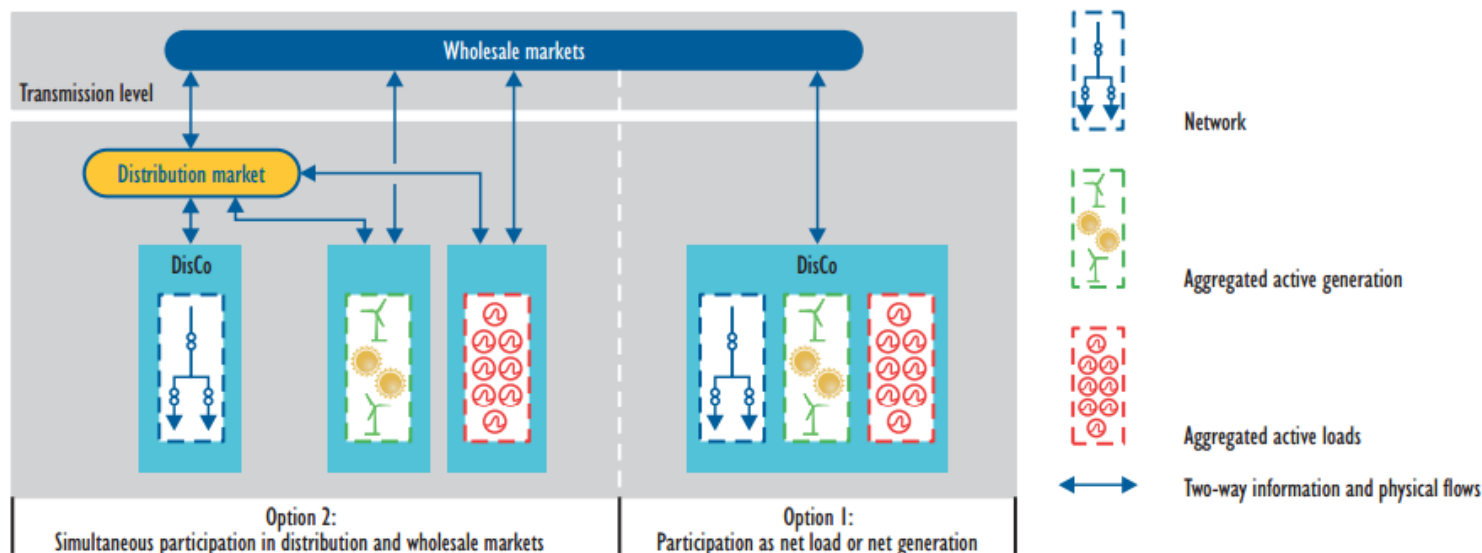 Wholesale markets
Transmission level
Distribution market
DisCo
DisCo
Option 2:
Simultaneous participation in distribution and wholesale markets
Option 1:
Participation as net load or net generation
Network
Aggregated active generation
Aggregated active loads
Two-way information and physical flows